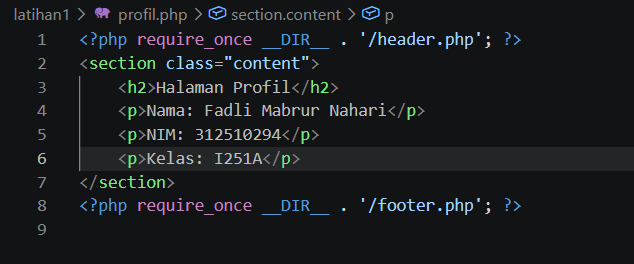 latihan1 > profil.php > section.content > p
1 <?php require_once __DIR__ . '/header.php'; ?>
2 <section class="content">
3     <h2>Halaman Profil</h2>
4     <p>Nama: Fadli Mabrur Nahari</p>
5     <p>NIM: 312510294</p>
6     <p>Kelas: I251A</p>
7 </section>
8 <?php require_once __DIR__ . '/footer.php'; ?>
9